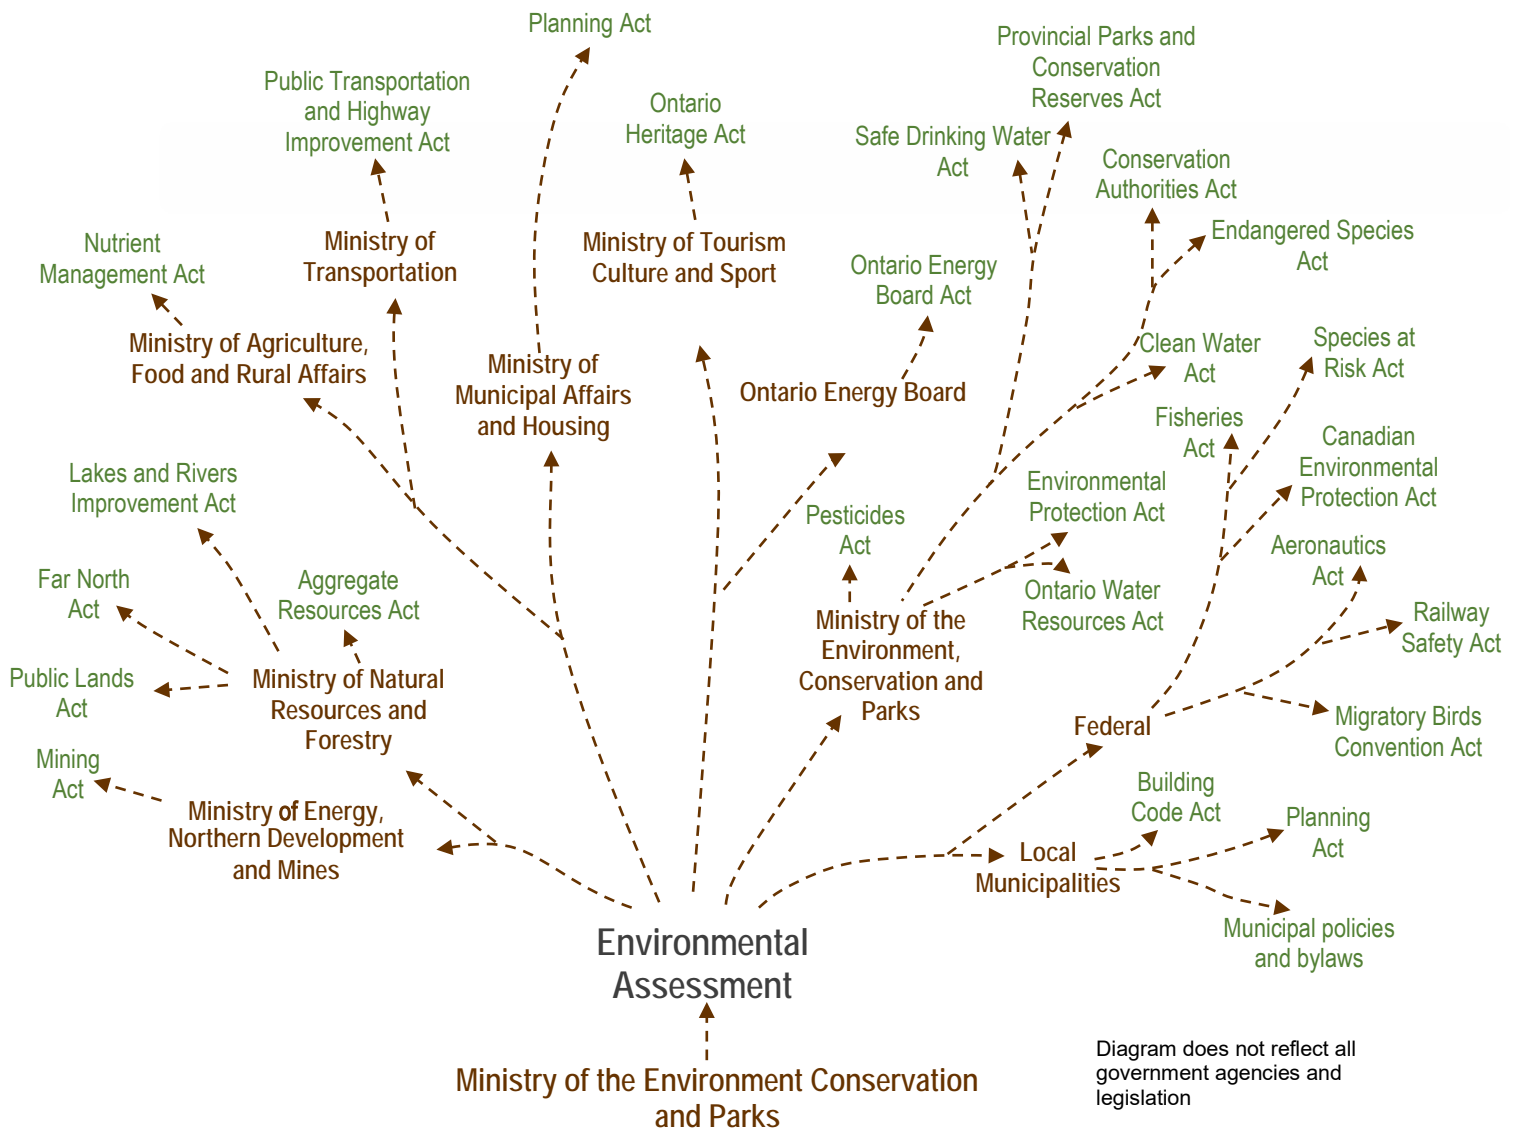 Planning Act
Public Transportation
and Highway
Improvement Act
Ontario
Heritage Act
Provincial Parks and
Conservation
Reserves Act
Safe Drinking Water
Act
Conservation
Authorities Act
Endangered Species
Act
Nutrient
Management Act
Ministry of
Transportation
Ministry of Tourism
Culture and Sport
Ontario Energy
Board Act
Ministry of Agriculture,
Food and Rural Affairs
Ministry of
Municipal Affairs
and Housing
Ontario Energy Board
Clean Water
Act
Species at
Risk Act
Fisheries
Act
Canadian
Environmental
Protection Act
Lakes and Rivers
Improvement Act
Environmental
Protection Act
Pesticides
Act
Aeronautics
Act
Far North
Act
Aggregate
Resources Act
Ontario Water
Resources Act
Railway
Safety Act
Public Lands
Act
Ministry of Natural
Resources and
Forestry
Ministry of the
Environment,
Conservation and
Parks
Federal
Migratory Birds
Convention Act
Mining
Act
Ministry of Energy,
Northern Development
and Mines
Building
Code Act
Planning
Act
Local
Municipalities
Municipal policies
and bylaws
Environmental
Assessment
Ministry of the Environment Conservation
and Parks
Diagram does not reflect all
government agencies and
legislation